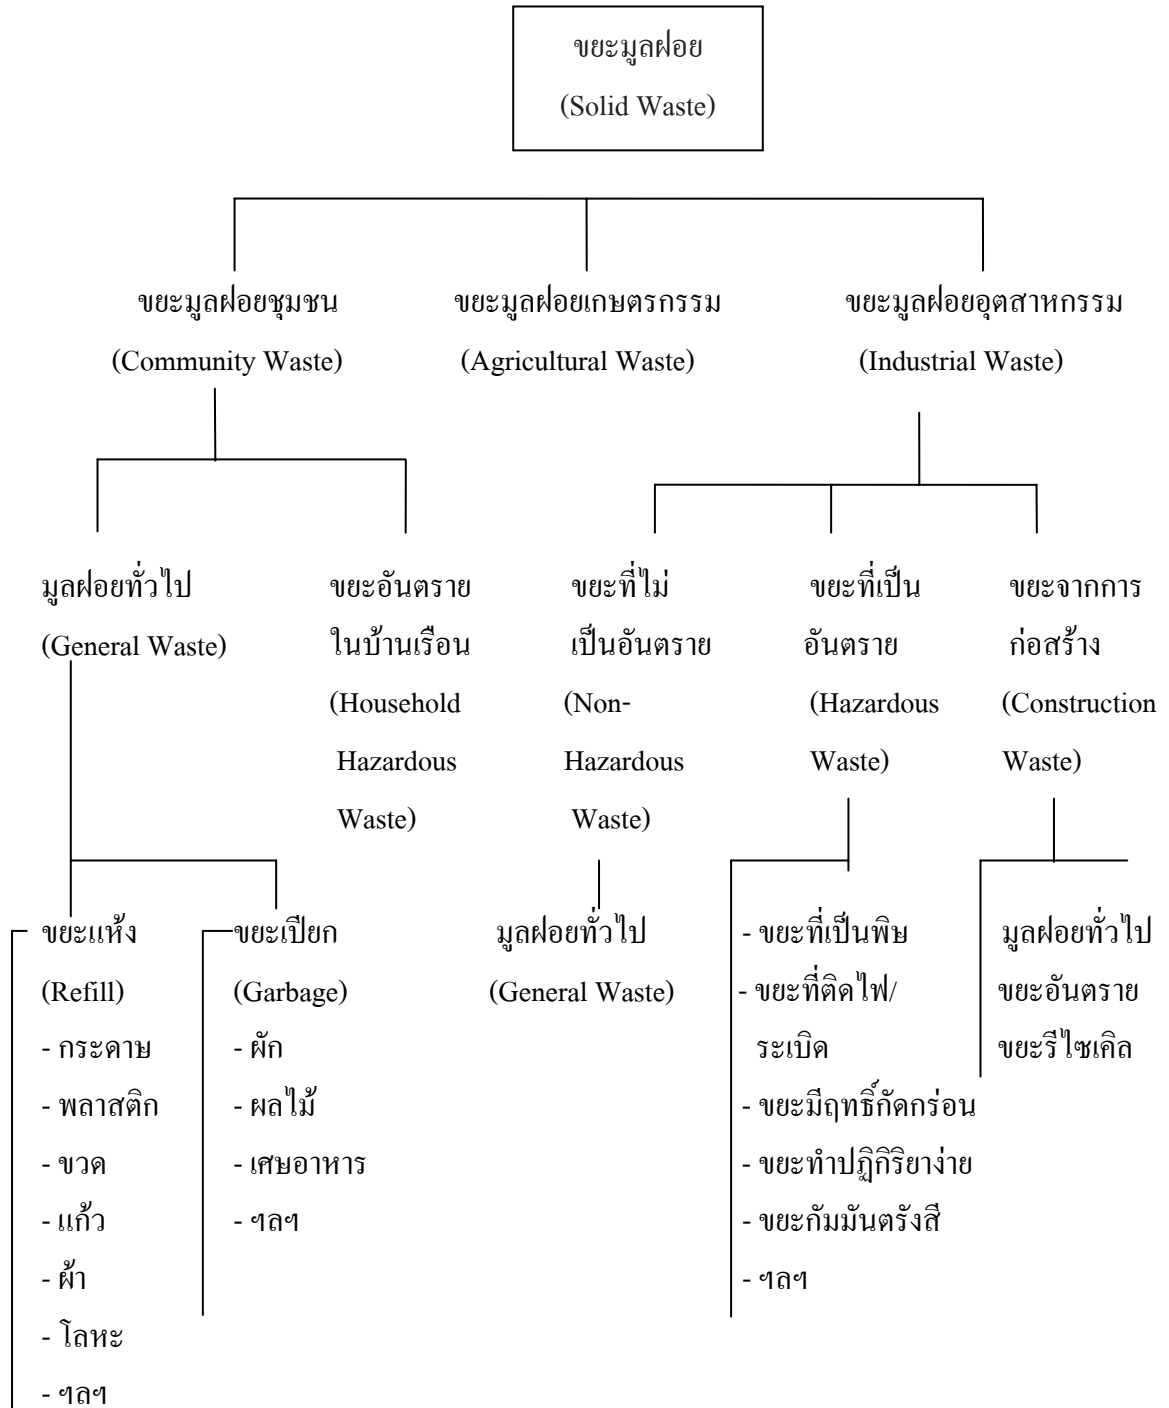 ขยะมูลฝอย
(Solid Waste)
ขยะมูลฝอยชุมชน
(Community Waste)
ขยะมูลฝอยเกษตรกรรม
(Agricultural Waste)
ขยะมูลฝอยอุตสาหกรรม
(Industrial Waste)
มูลฝอยทั่วไป
(General Waste)
ขยะอันตราย
ในบ้านเรือน
(Household
Hazardous
Waste)
ขยะที่ไม่
เป็นอันตราย
(Non-
Hazardous
Waste)
ขยะที่เป็น
อันตราย
(Hazardous
Waste)
ขยะจากการ
ก่อสร้าง
(Construction
Waste)
ขยะแห้ง
(Refill)
- กระดาษ
- พลาสติก
- ขวด
- แก้ว
- ผ้า
- โลหะ
- ฯลฯ
ขยะเปียก
(Garbage)
- ผัก
- ผลไม้
- เศษอาหาร
- ฯลฯ
มูลฝอยทั่วไป
(General Waste)
- ขยะที่เป็นพิษ
- ขยะที่ติดไฟ/
ระเบิด
- ขยะมีฤทธิ์กัดกร่อน
- ขยะทำปฏิกิริยาง่าย
- ขยะกัมมันตรังสี
- ฯลฯ
มูลฝอยทั่วไป
ขยะอันตราย
ขยะรีไซเคิล